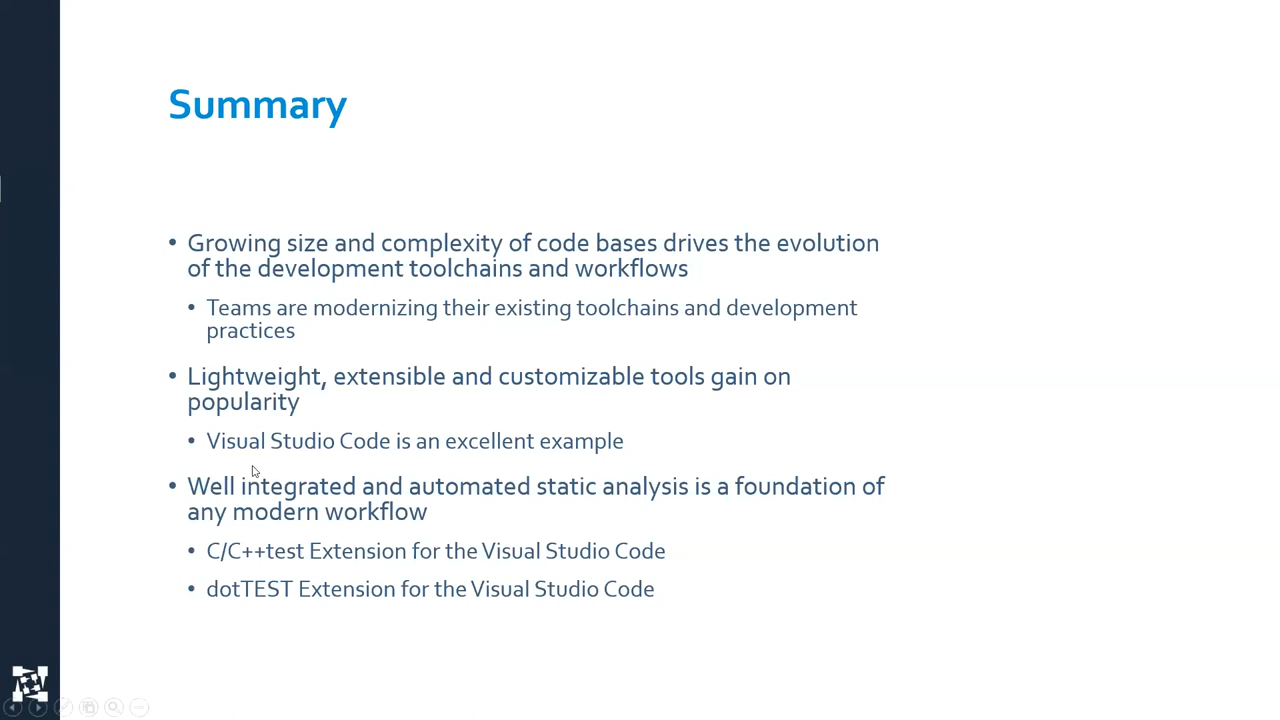 Summary
• Growing size and complexity of code bases drives the evolution
of the development toolchains and workflows
• Teams are modernizing their existing toolchains and development
practices
• Lightweight, extensible and customizable tools gain on
popularity
• Visual Studio Code is an excellent example
• Well integrated and automated static analysis is a foundation of
any modern workflow
• C/C++test Extension for the Visual Studio Code
• dotTEST Extension for the Visual Studio Code